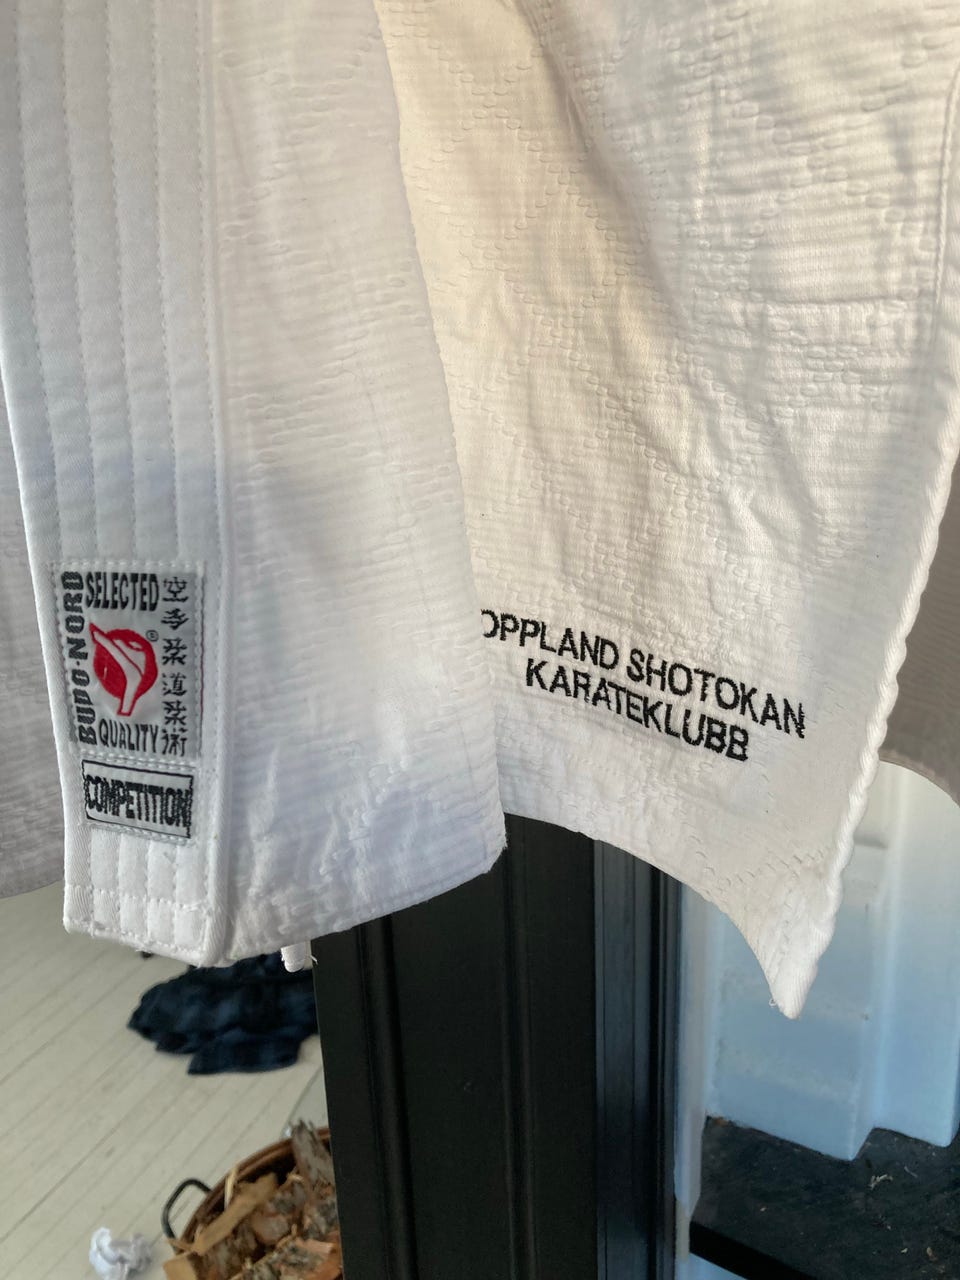 BUDO-NORD
SELECTED
®
QUALITY
空手柔道柔術
COMPETITION
OPPLAND SHOTOKAN
KARATEKLUBB